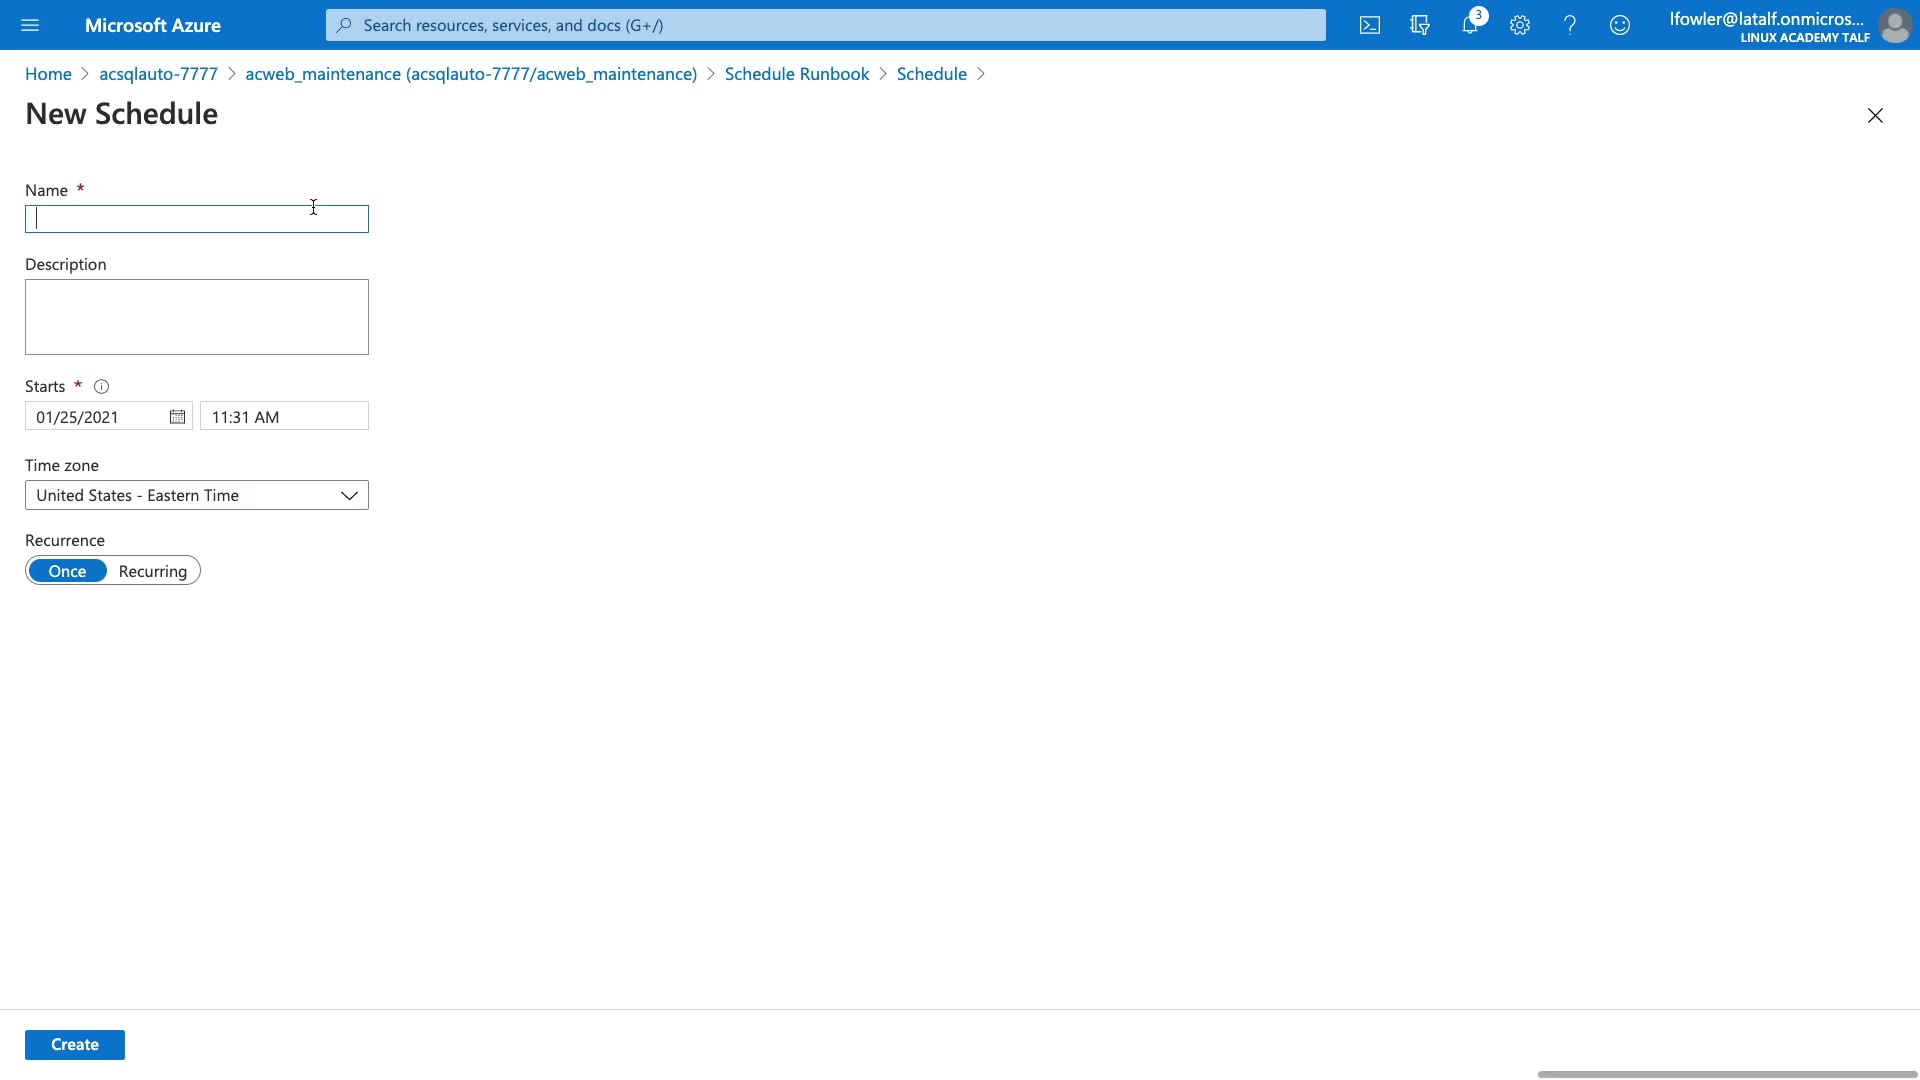 Microsoft Azure
Search resources, services, and docs (G+/)
3
lfowler@latalf.onmicros...
LINUX ACADEMY TALF
Home > acsqlauto-7777 > acweb_maintenance (acsqlauto-7777/acweb_maintenance) > Schedule Runbook > Schedule >
New Schedule
Name *
Description
Starts *
01/25/2021 11:31 AM
Time zone
United States - Eastern Time
Recurrence
Once Recurring
Create